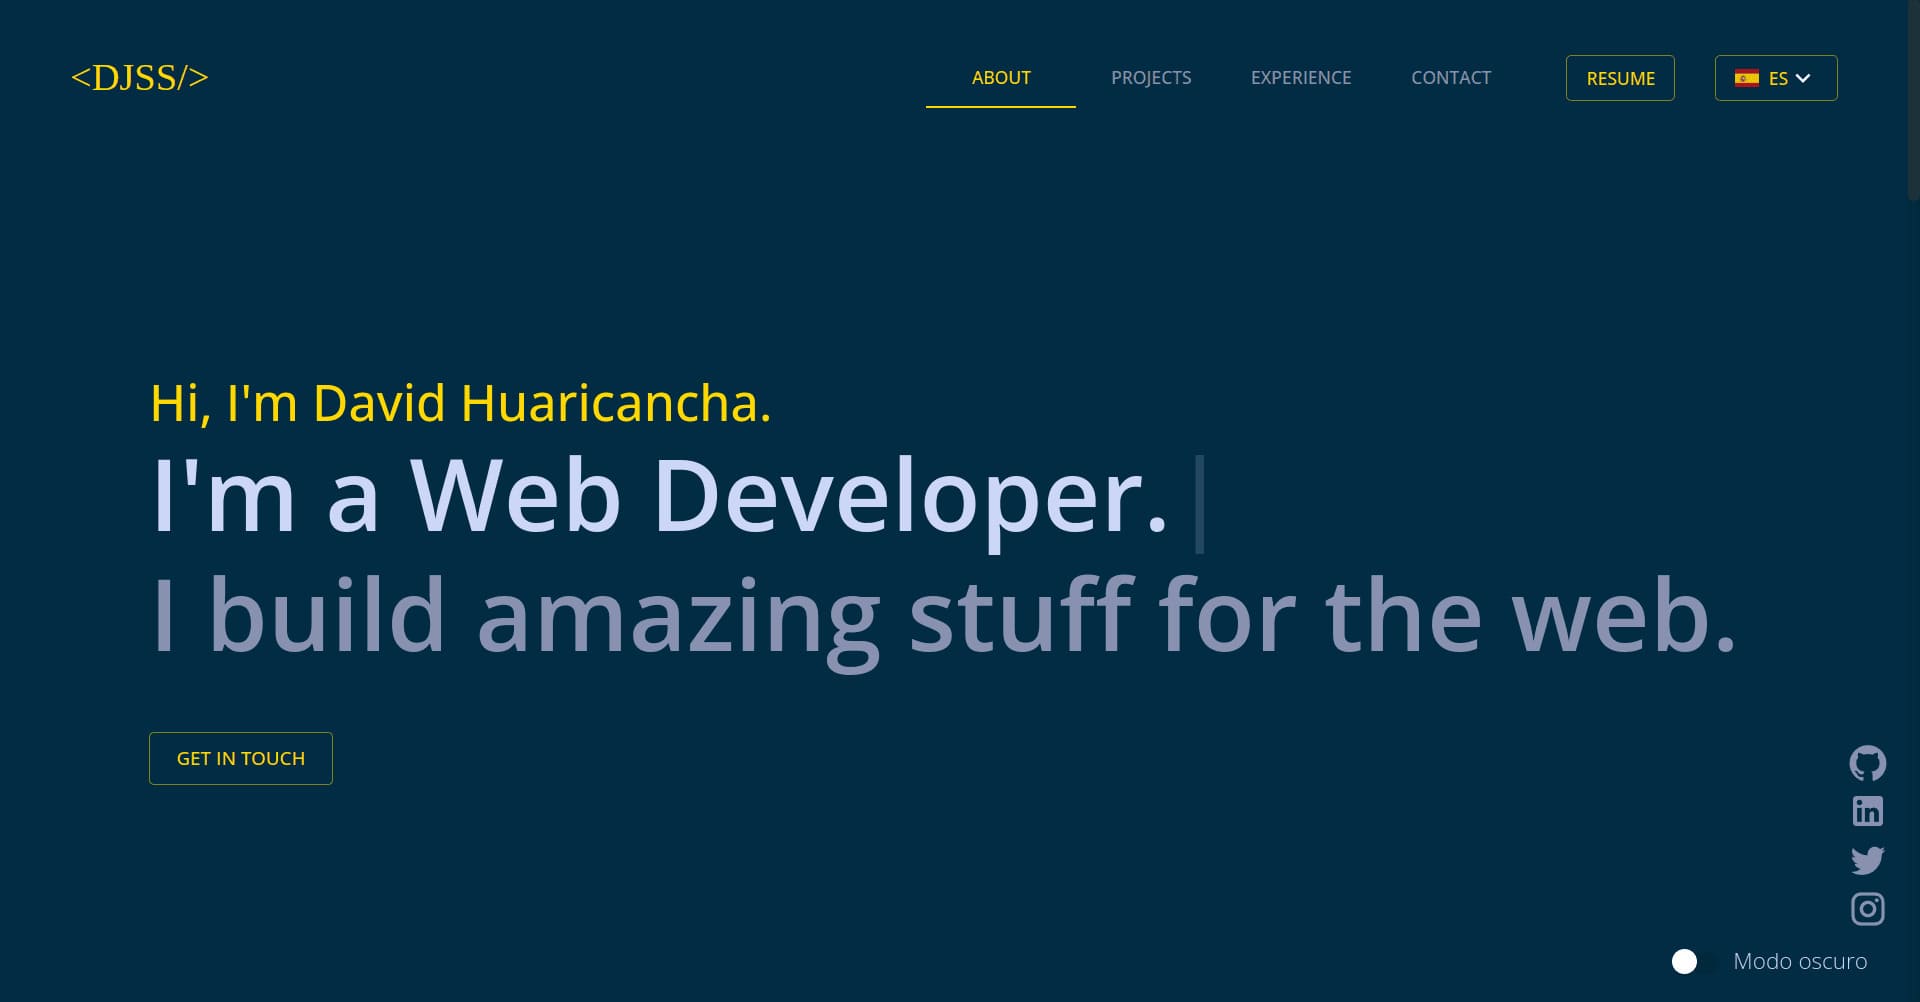 <DJSS/>
ABOUT PROJECTS EXPERIENCE CONTACT RESUME ES
Hi, I'm David Huaricancha.
I'm a Web Developer.
I build amazing stuff for the web.
GET IN TOUCH
Modo oscuro